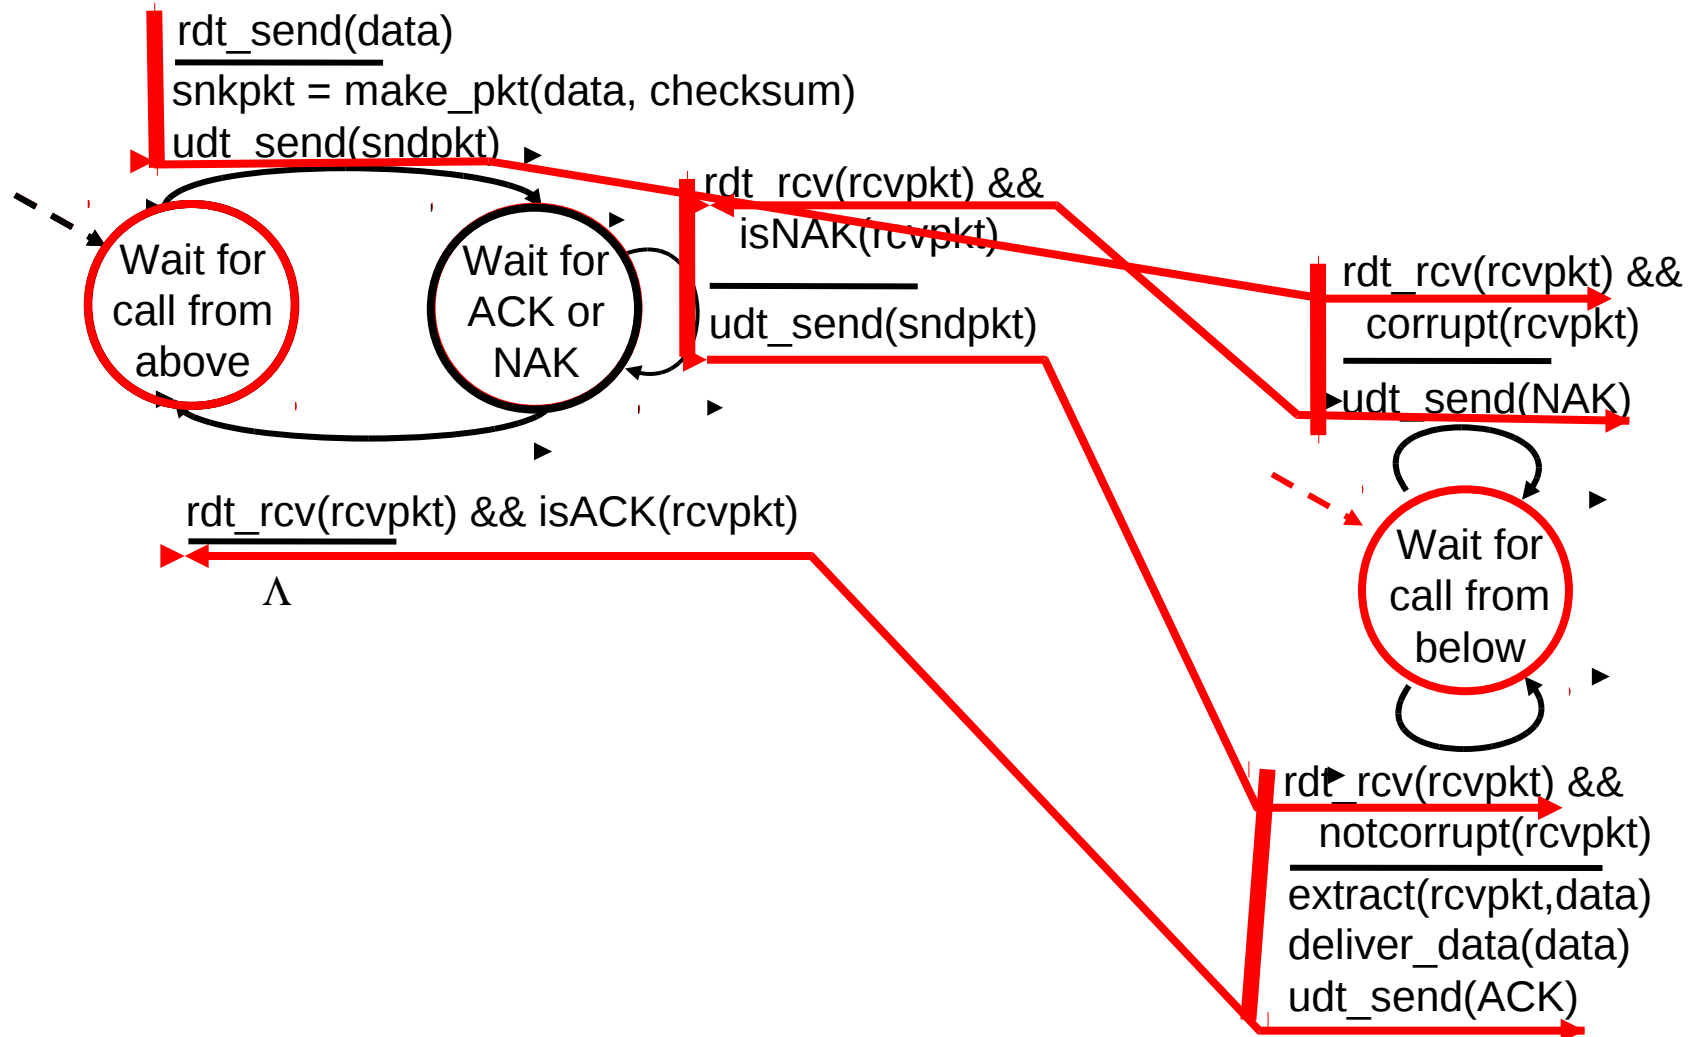 rdt_send(data)
snkpkt = make_pkt(data, checksum)
udt_send(sndpkt)
rdt_rcv(rcvpkt) &&
isNAK(rcvpkt)
udt_send(sndpkt)
Wait for
call from
above
Wait for
ACK or
NAK
rdt_rcv(rcvpkt) && isACK(rcvpkt)
Λ
rdt_rcv(rcvpkt) &&
corrupt(rcvpkt)
udt_send(NAK)
Wait for
call from
below
rdt_rcv(rcvpkt) &&
notcorrupt(rcvpkt)
extract(rcvpkt,data)
deliver_data(data)
udt_send(ACK)